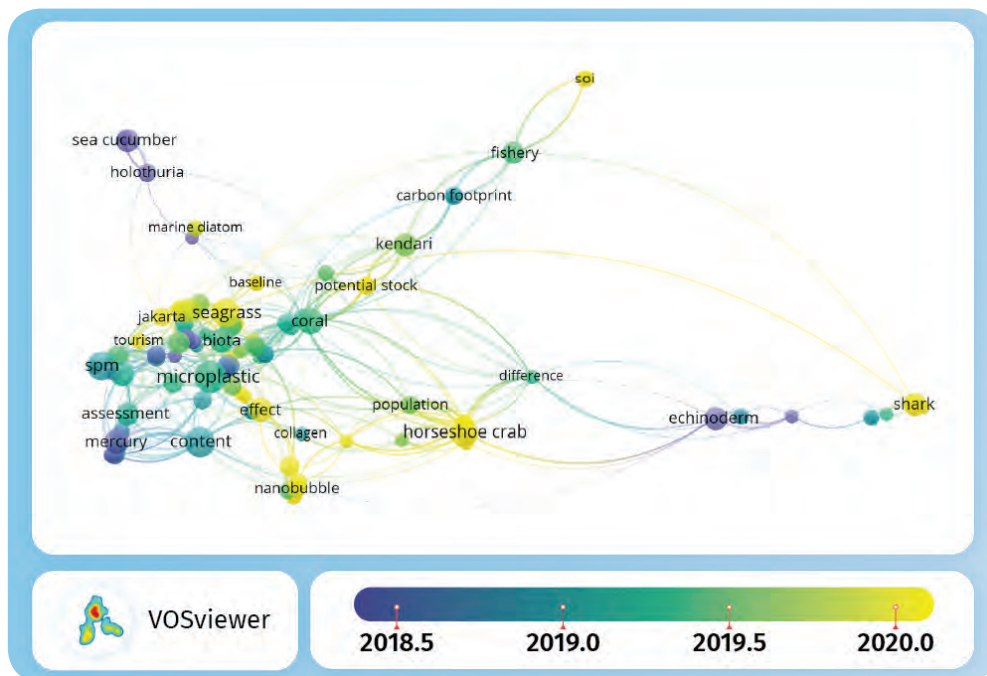 soi
sea cucumber
fishery
holothuria
carbon footprint
marine diatom
kendari
baseline
potential stock
jakarta
seagrass
coral
tourism
biota
spm
microplastic
difference
population
shark
assessment
effect
echinoderm
collagen
horseshoe crab
mercury
content
nanobubble
VOSviewer
2018.5
2019.0
2019.5
2020.0